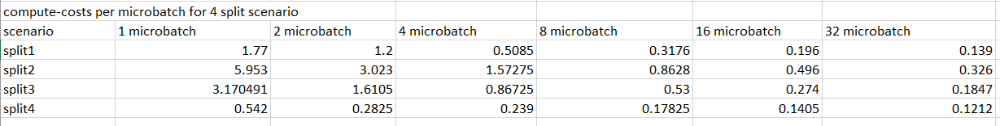 compute-costs per microbatch for 4 split scenario
scenario 1 microbatch 2 microbatch 4 microbatch 8 microbatch 16 microbatch 32 microbatch
split1 1.77 1.2 0.5085 0.3176 0.196 0.139
split2 5.953 3.023 1.57275 0.8628 0.496 0.326
split3 3.170491 1.6105 0.86725 0.53 0.274 0.1847
split4 0.542 0.2825 0.239 0.17825 0.1405 0.1212